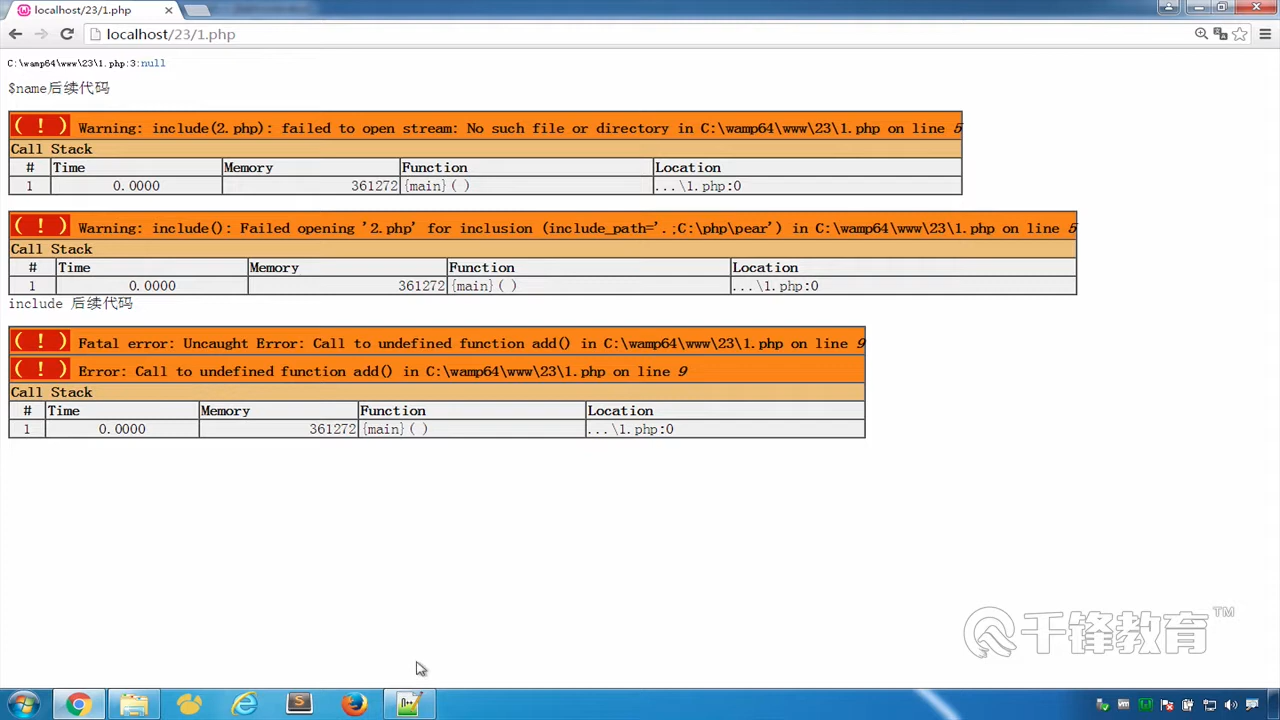 localhost/23/1.php
localhost/23/1.php
C:\wamp64\www\23\1.php:3:null
$name后续代码
( ! ) Warning: include(2.php): failed to open stream: No such file or directory in C:\wamp64\www\23\1.php on line 5
Call Stack
# Time Memory Function Location
1 0.0000 361272 {main}( ) ...\1.php:0
( ! ) Warning: include(): Failed opening '2.php' for inclusion (include_path='.;C:\php\pear') in C:\wamp64\www\23\1.php on line 5
Call Stack
# Time Memory Function Location
1 0.0000 361272 {main}( ) ...\1.php:0
include 后续代码
( ! ) Fatal error: Uncaught Error: Call to undefined function add() in C:\wamp64\www\23\1.php on line 9
( ! ) Error: Call to undefined function add() in C:\wamp64\www\23\1.php on line 9
Call Stack
# Time Memory Function Location
1 0.0000 361272 {main}( ) ...\1.php:0
千锋教育™